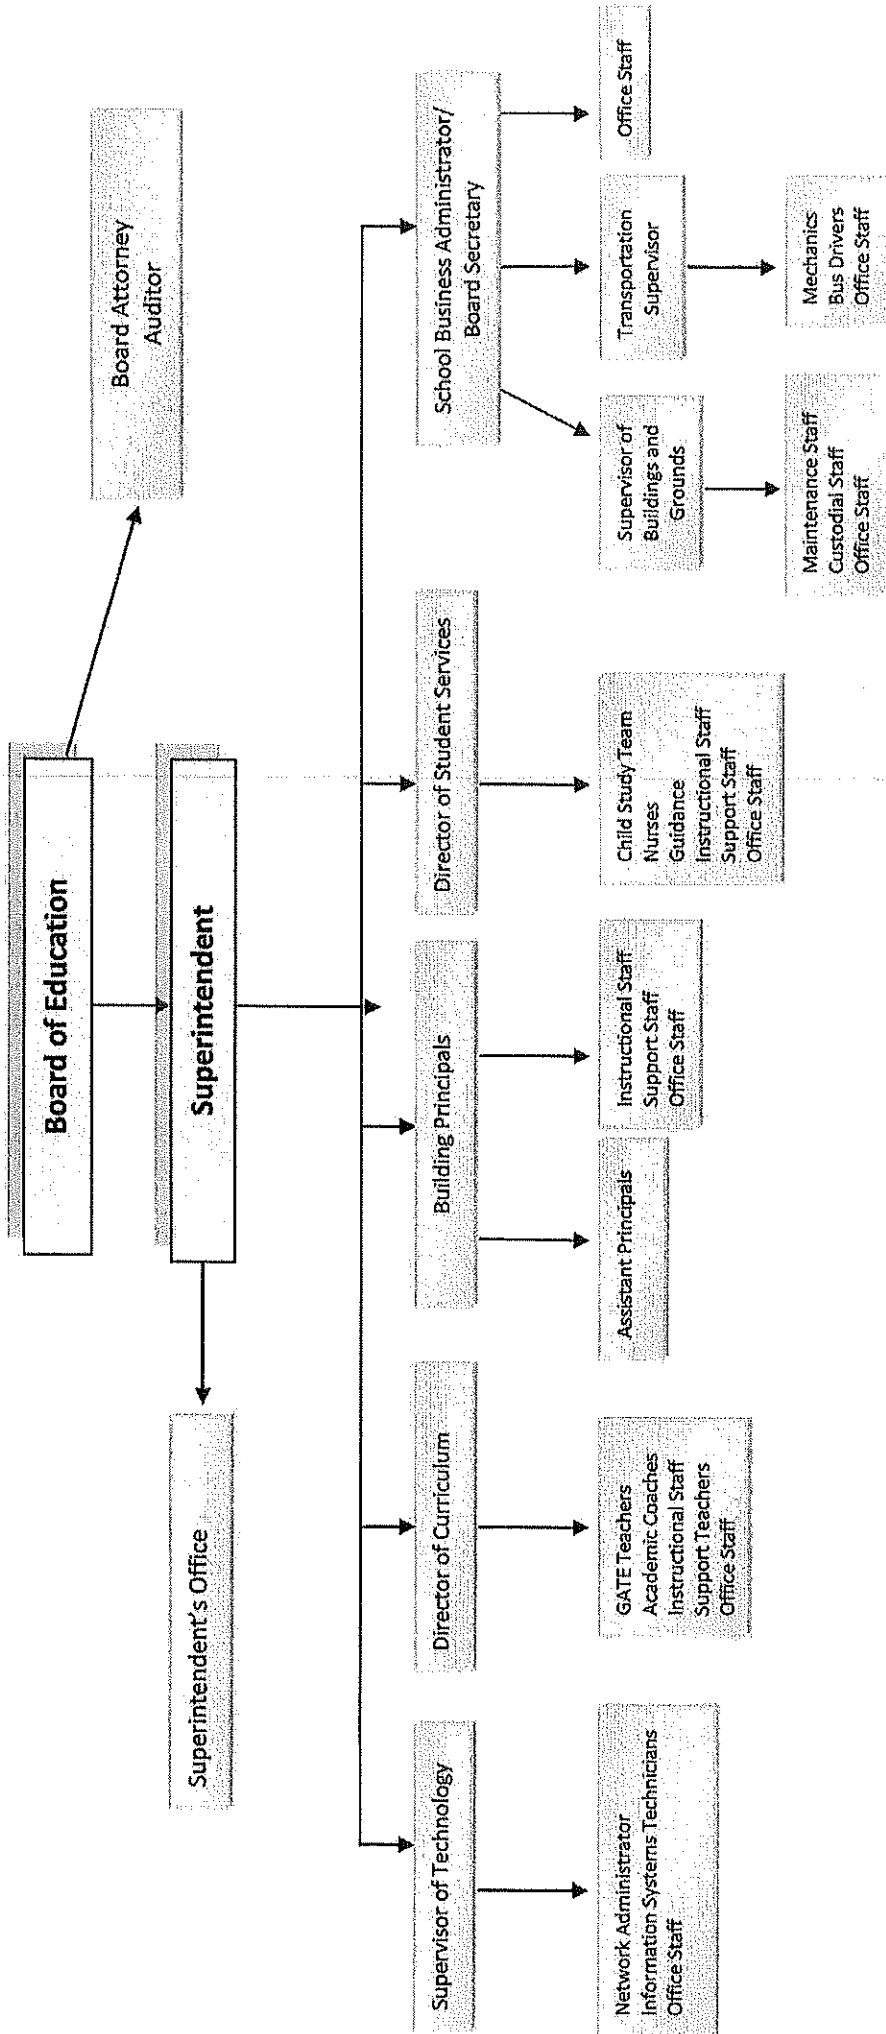 Board of Education
Board Attorney
Auditor
Superintendent
Superintendent's Office
Supervisor of Technology
Director of Curriculum
Building Principals
Director of Student Services
School Business Administrator/
Board Secretary
Network Administrator
Information Systems Technicians
Office Staff
GATE Teachers
Academic Coaches
Instructional Staff
Support Teachers
Office Staff
Assistant Principals
Instructional Staff
Support Staff
Office Staff
Child Study Team
Nurses
Guidance
Instructional Staff
Support Staff
Office Staff
Supervisor of
Buildings and
Grounds
Transportation
Supervisor
Office Staff
Maintenance Staff
Custodial Staff
Office Staff
Mechanics
Bus Drivers
Office Staff